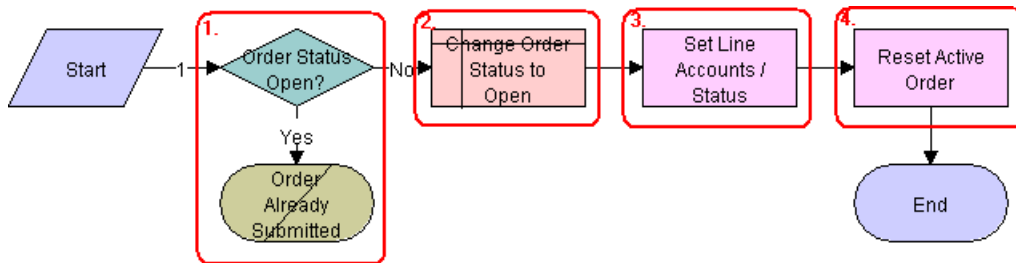 1.
2.
3.
4.
Start
1
Order Status
Open?
No
Change Order
Status to
Open
Set Line
Accounts /
Status
Reset Active
Order
Yes
Order
Already
Submitted
End